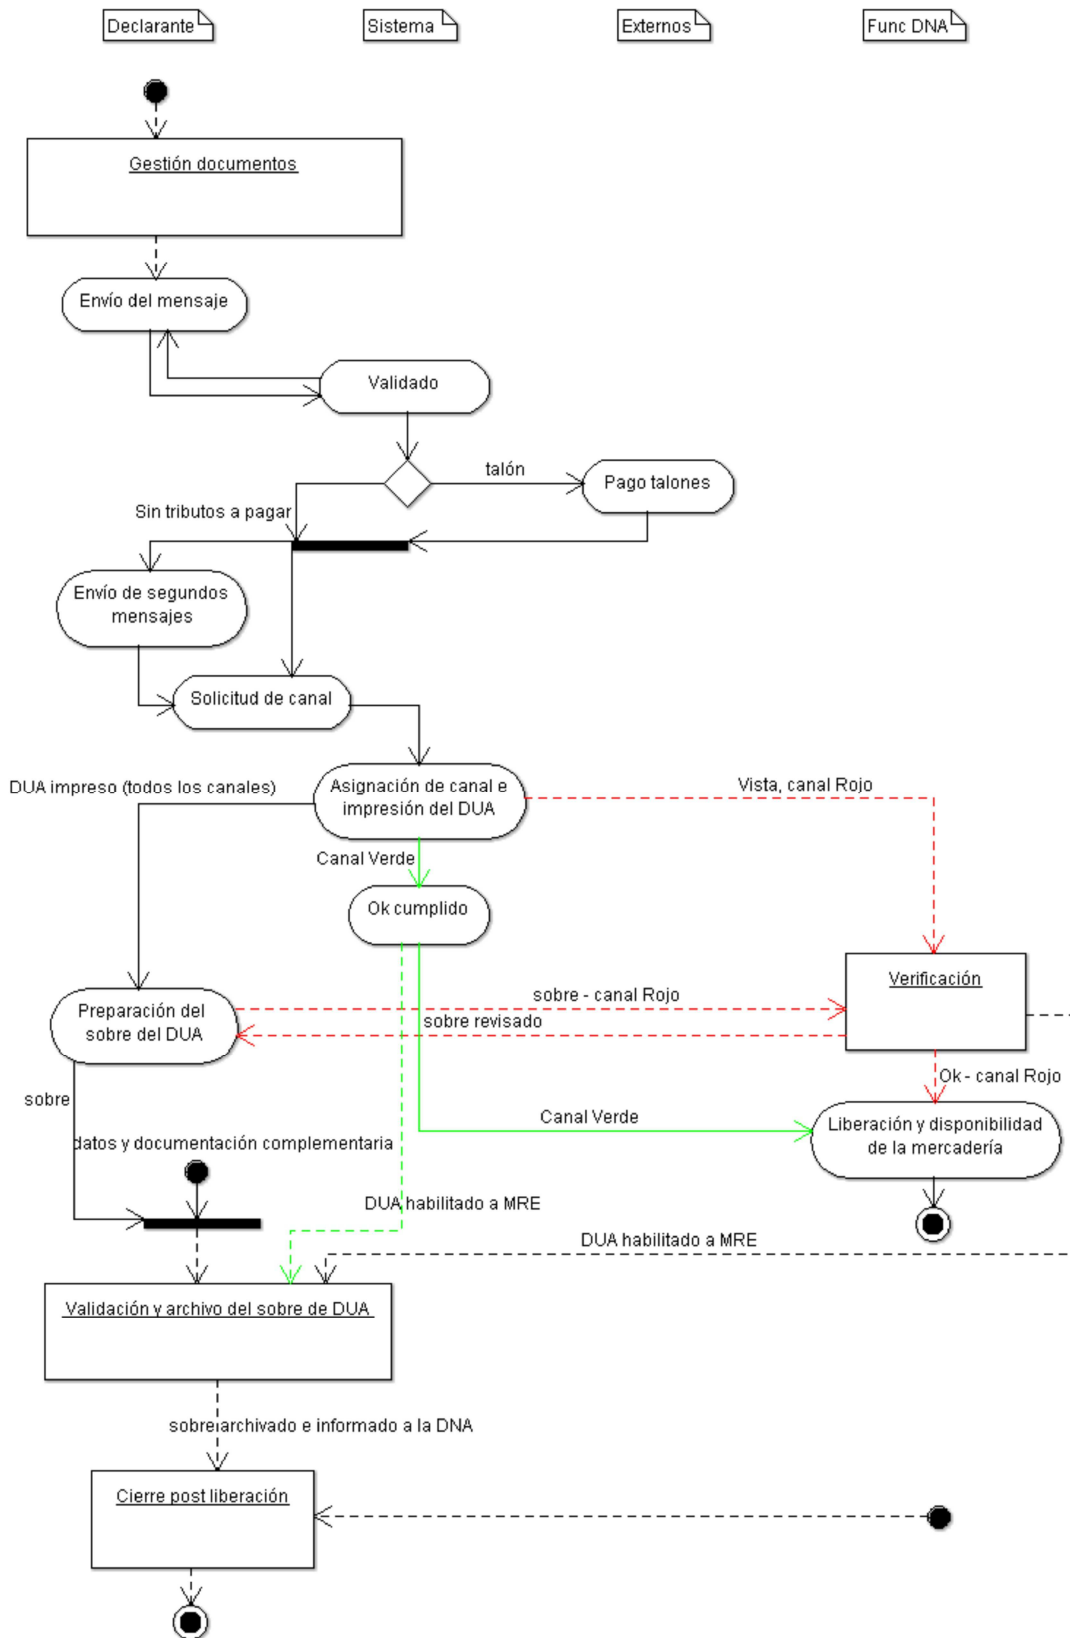 Declarante
Sistema
Externos
Func DNA
Gestión documentos
Envío del mensaje
Validado
talón
Pago talones
Sin tributos a pagar
Envío de segundos
mensajes
Solicitud de canal
DUA impreso (todos los canales)
Asignación de canal e
impresión del DUA
Vista, canal Rojo
Canal Verde
Ok cumplido
Verificación
Preparación del
sobre del DUA
sobre - canal Rojo
sobre revisado
Ok - canal Rojo
sobre
Canal Verde
Liberación y disponibilidad
de la mercadería
datos y documentación complementaria
DUA habilitado a MRE
DUA habilitado a MRE
Validación y archivo del sobre de DUA
sobre archivado e informado a la DNA
Cierre post liberación